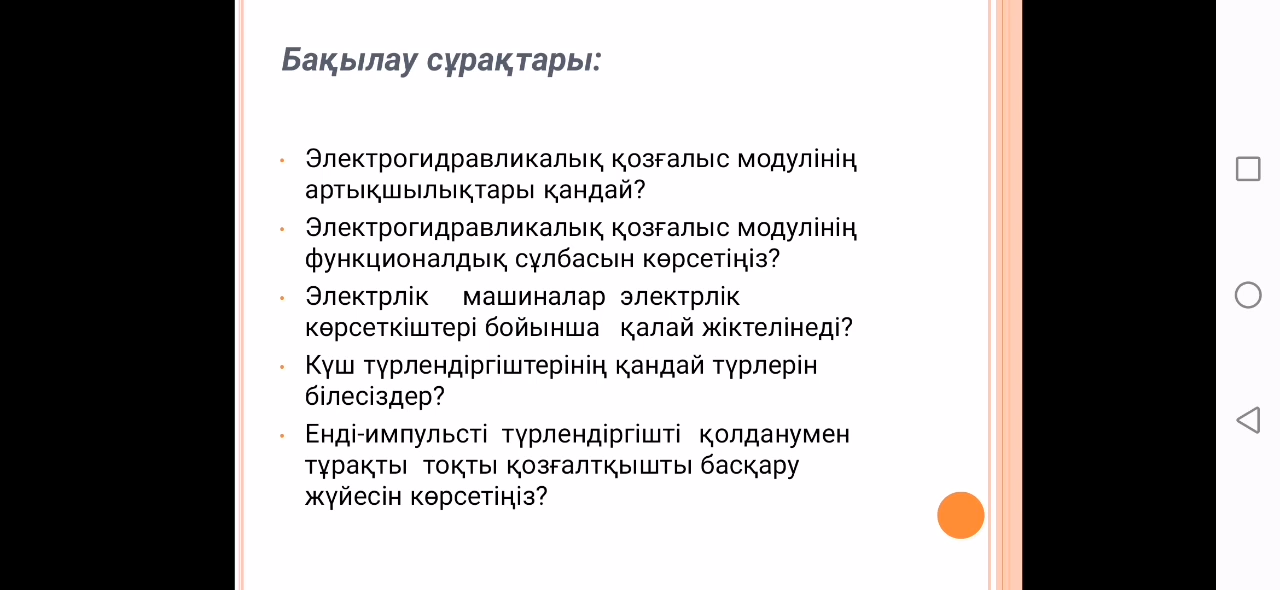 Бақылау сұрақтары:
• Электрогидравликалық қозғалыс модулінің
артықшылықтары қандай?
• Электрогидравликалық қозғалыс модулінің
функционалдық сұлбасын көрсетіңіз?
• Электрлік машиналар электрлік
көрсеткіштері бойынша қалай жіктелінеді?
• Күш түрлендіргіштерінің қандай түрлерін
білесіздер?
• Енді-импульсті түрлендіргішті қолданумен
тұрақты тоқты қозғалтқышты басқару
жүйесін көрсетіңіз?